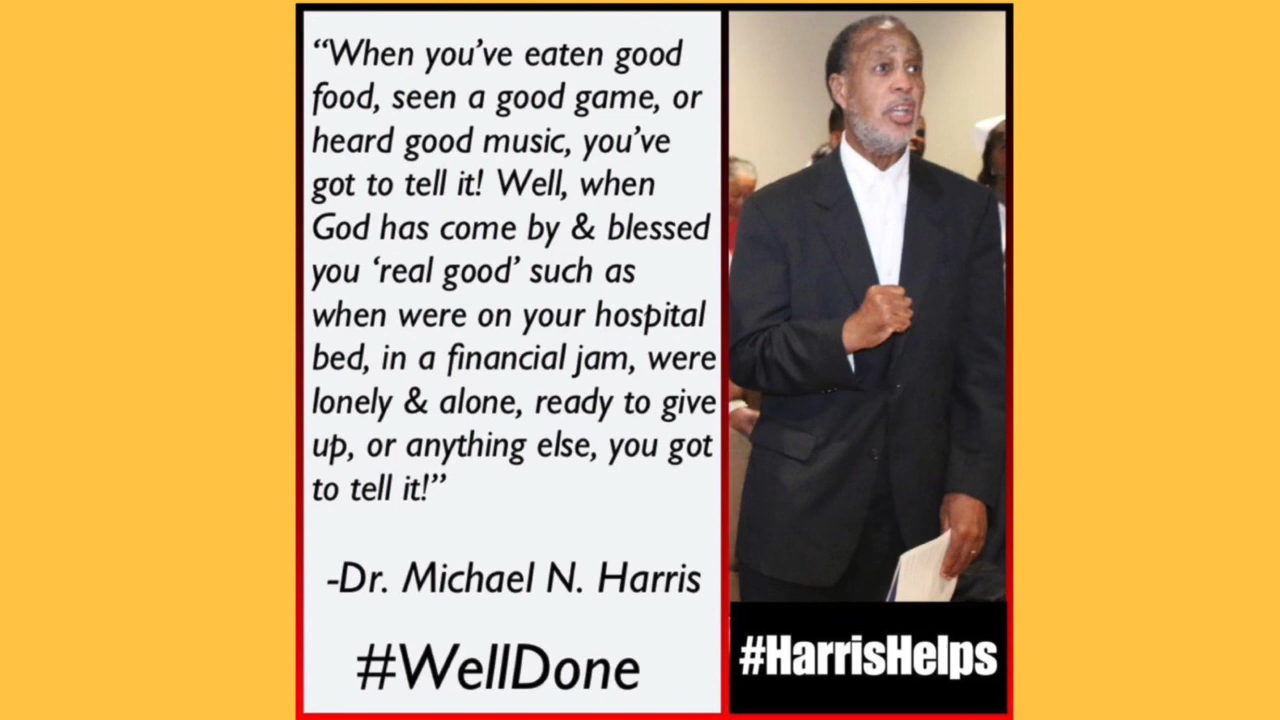 “When you’ve eaten good
food, seen a good game, or
heard good music, you’ve
got to tell it! Well, when
God has come by & blessed
you ‘real good’ such as
when were on your hospital
bed, in a financial jam, were
lonely & alone, ready to give
up, or anything else, you got
to tell it!”
-Dr. Michael N. Harris
#WellDone
#HarrisHelps